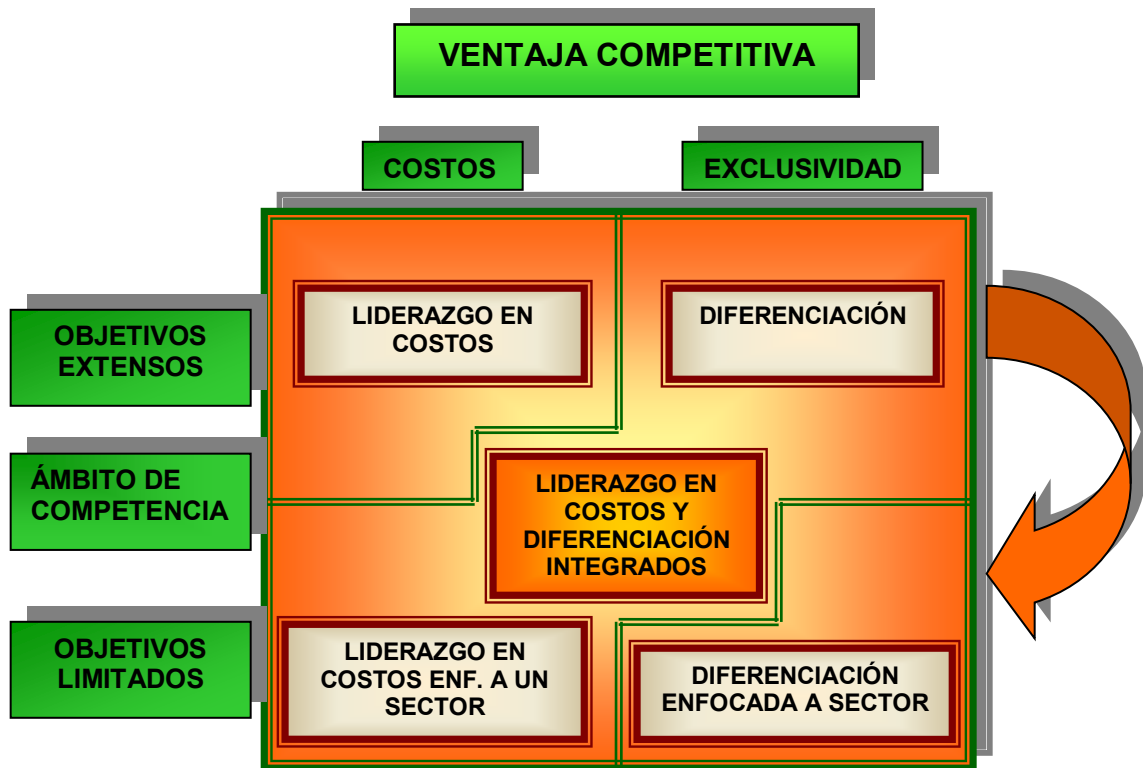 VENTAJA COMPETITIVA
COSTOS
EXCLUSIVIDAD
OBJETIVOS
EXTENSOS
LIDERAZGO EN
COSTOS
DIFERENCIACIÓN
ÁMBITO DE
COMPETENCIA
LIDERAZGO EN
COSTOS Y
DIFERENCIACIÓN
INTEGRADOS
OBJETIVOS
LIMITADOS
LIDERAZGO EN
COSTOS ENF. A UN
SECTOR
DIFERENCIACIÓN
ENFOCADA A SECTOR